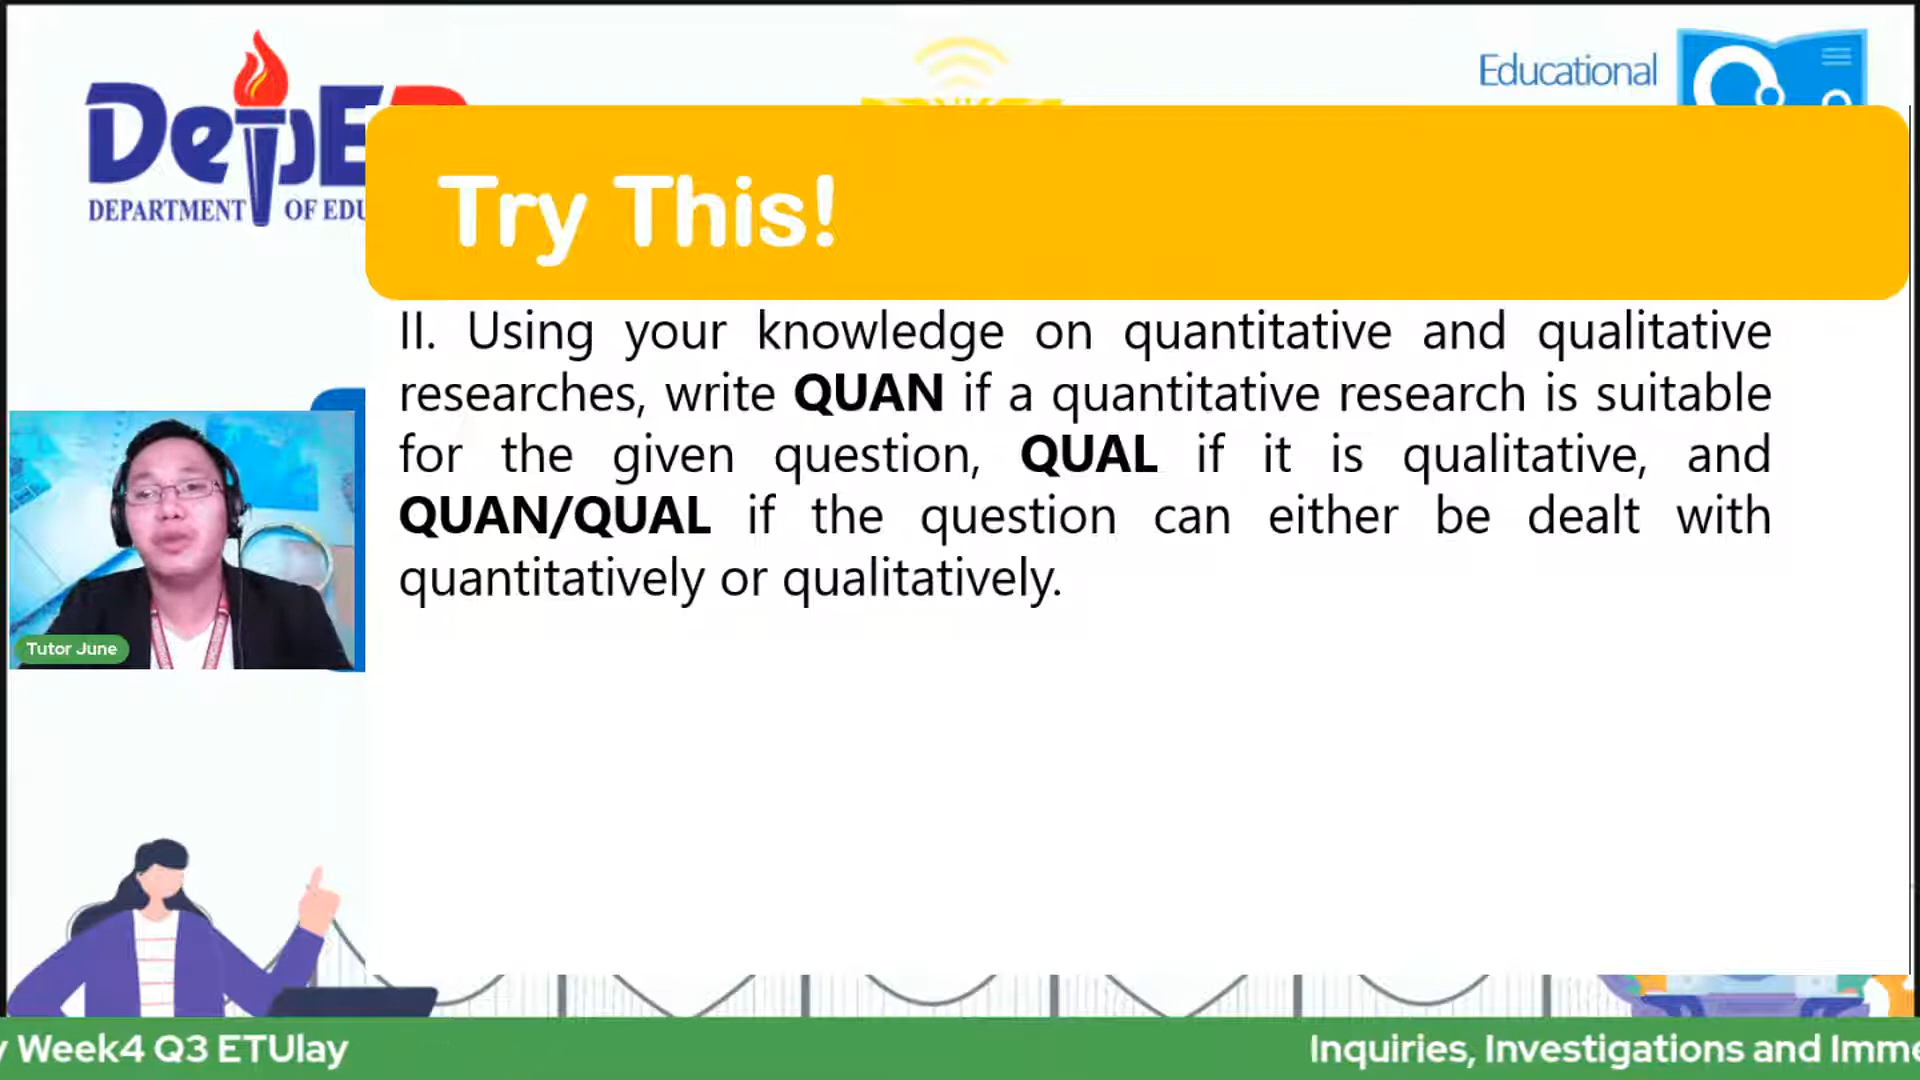 DepE
DEPARTMENT OF EDU
Educational
Try This!
II. Using your knowledge on quantitative and qualitative
researches, write QUAN if a quantitative research is suitable
for the given question, QUAL if it is qualitative, and
QUAN/QUAL if the question can either be dealt with
quantitatively or qualitatively.
Tutor June
y Week4 Q3 ETUlay
Inquiries, Investigations and Imme